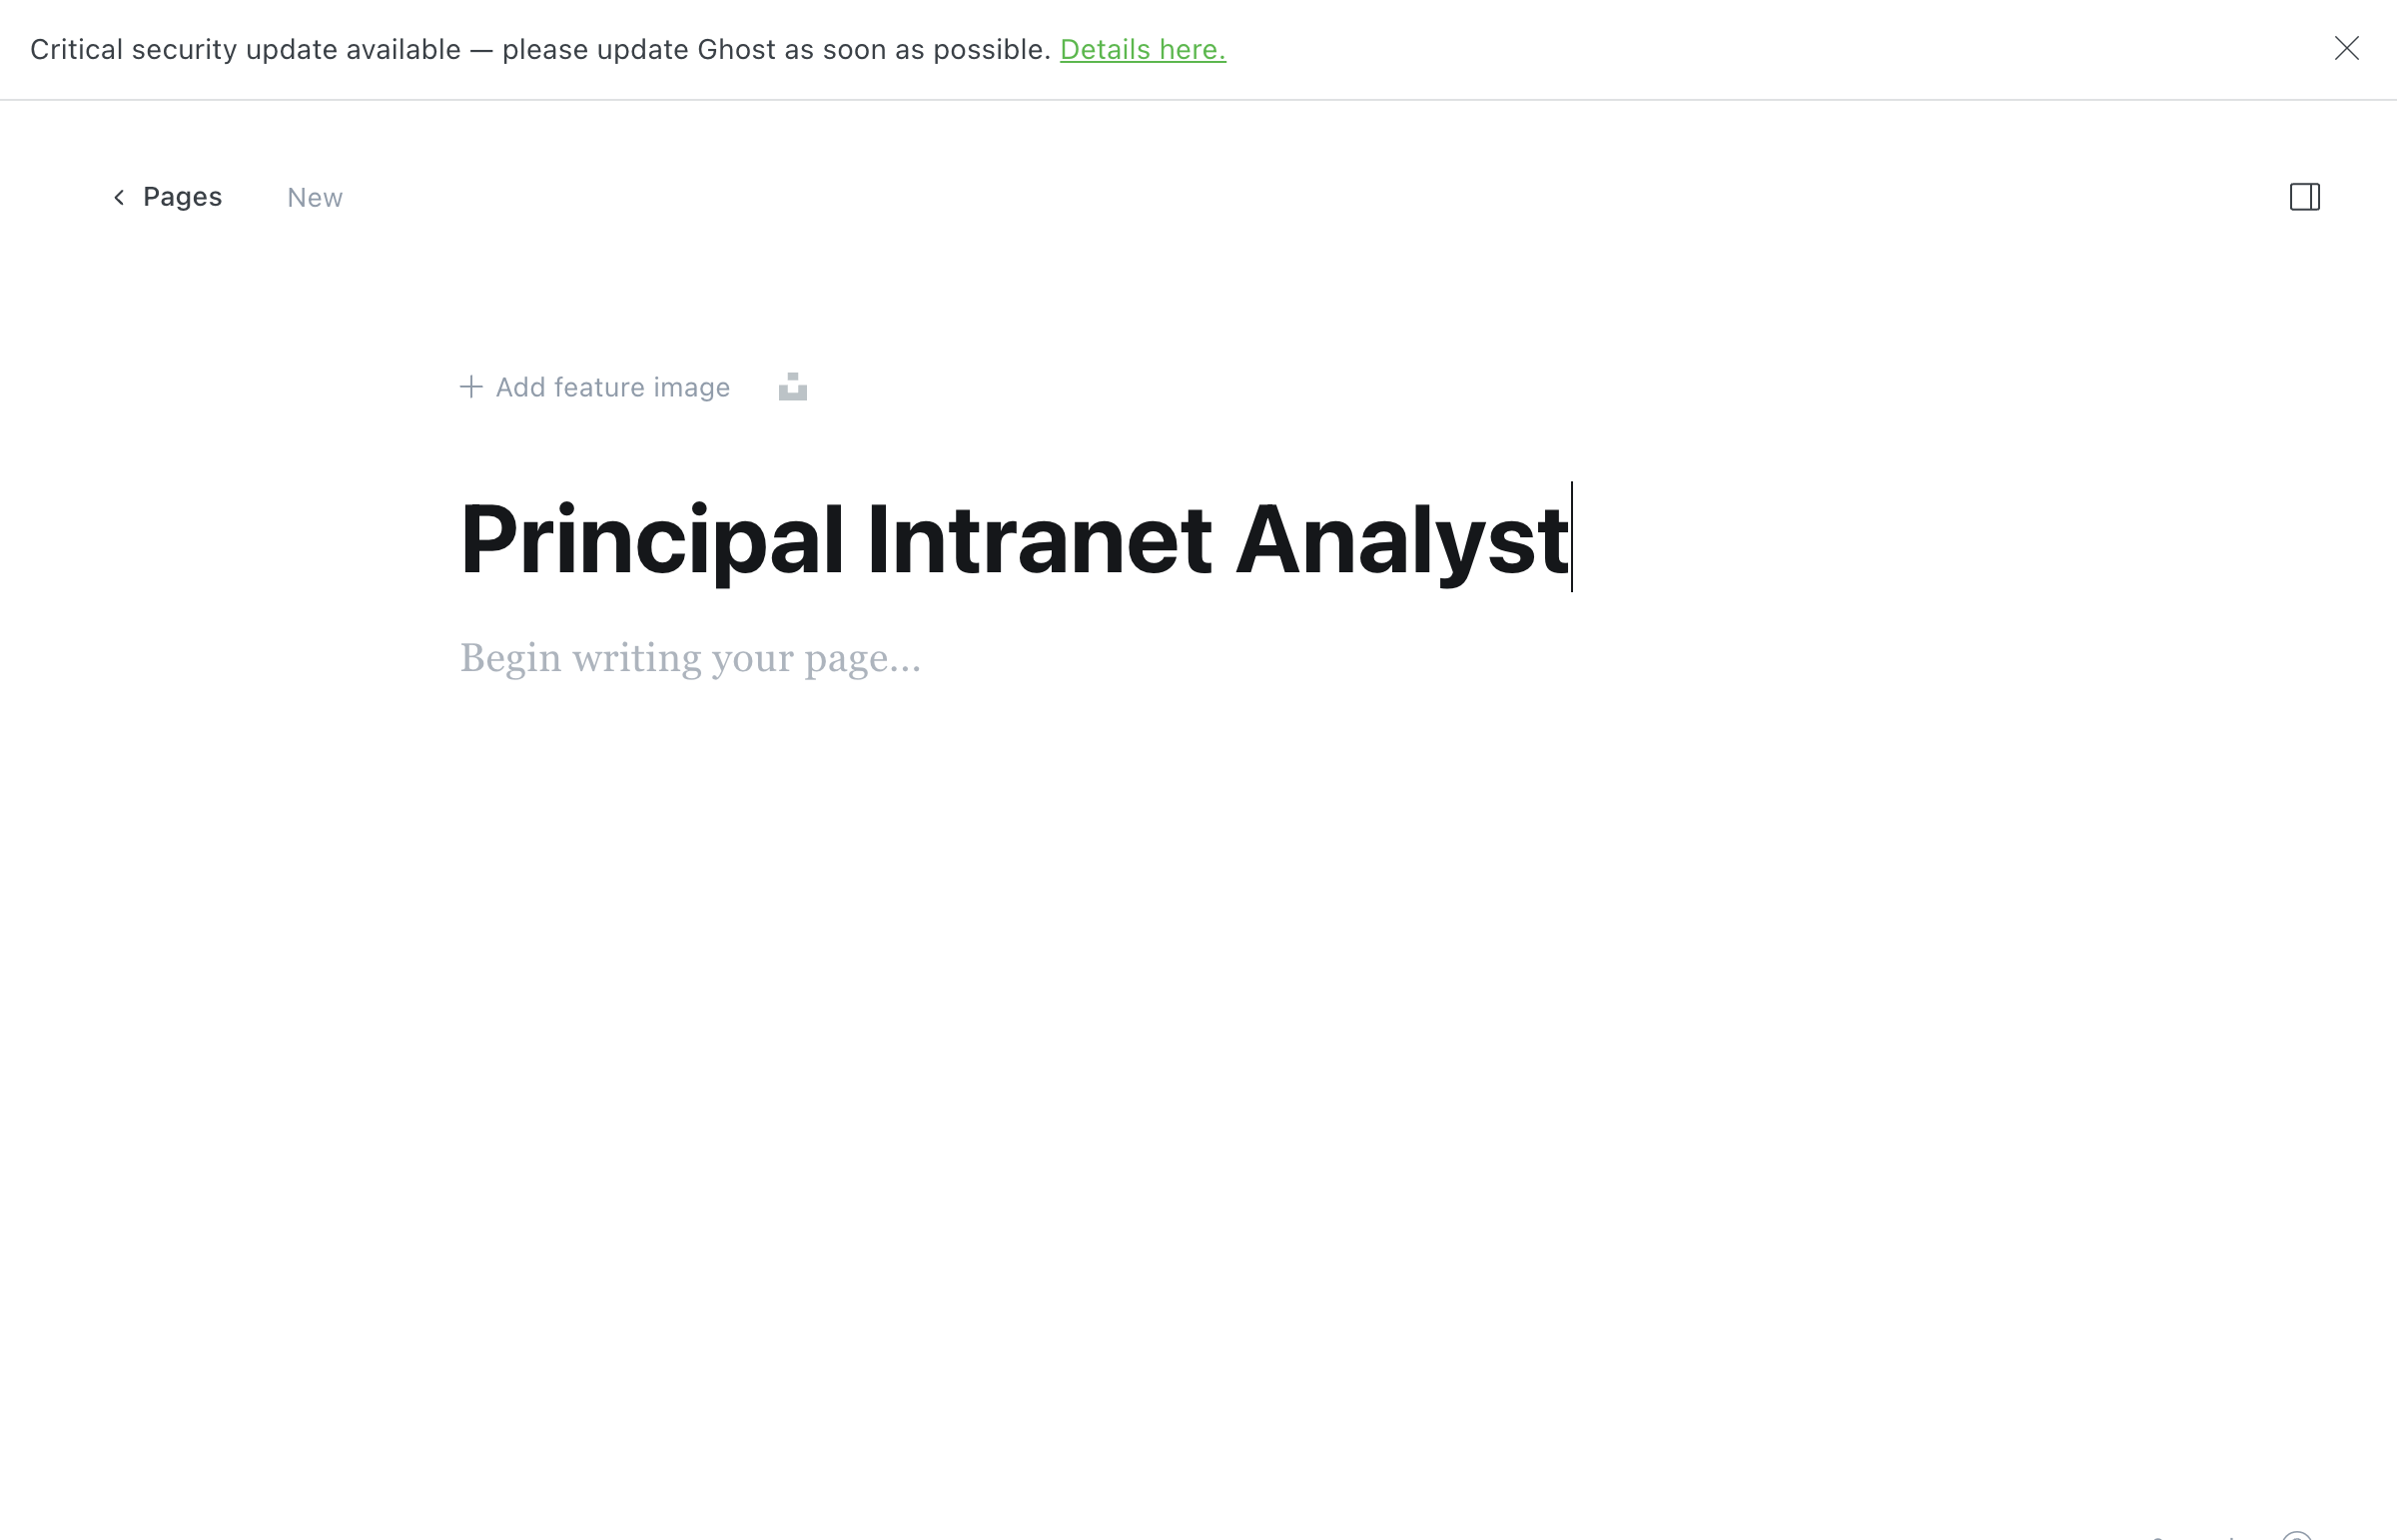 Critical security update available — please update Ghost as soon as possible. Details here.
Pages
New
Add feature image
Principal Intranet Analyst
Begin writing your page...